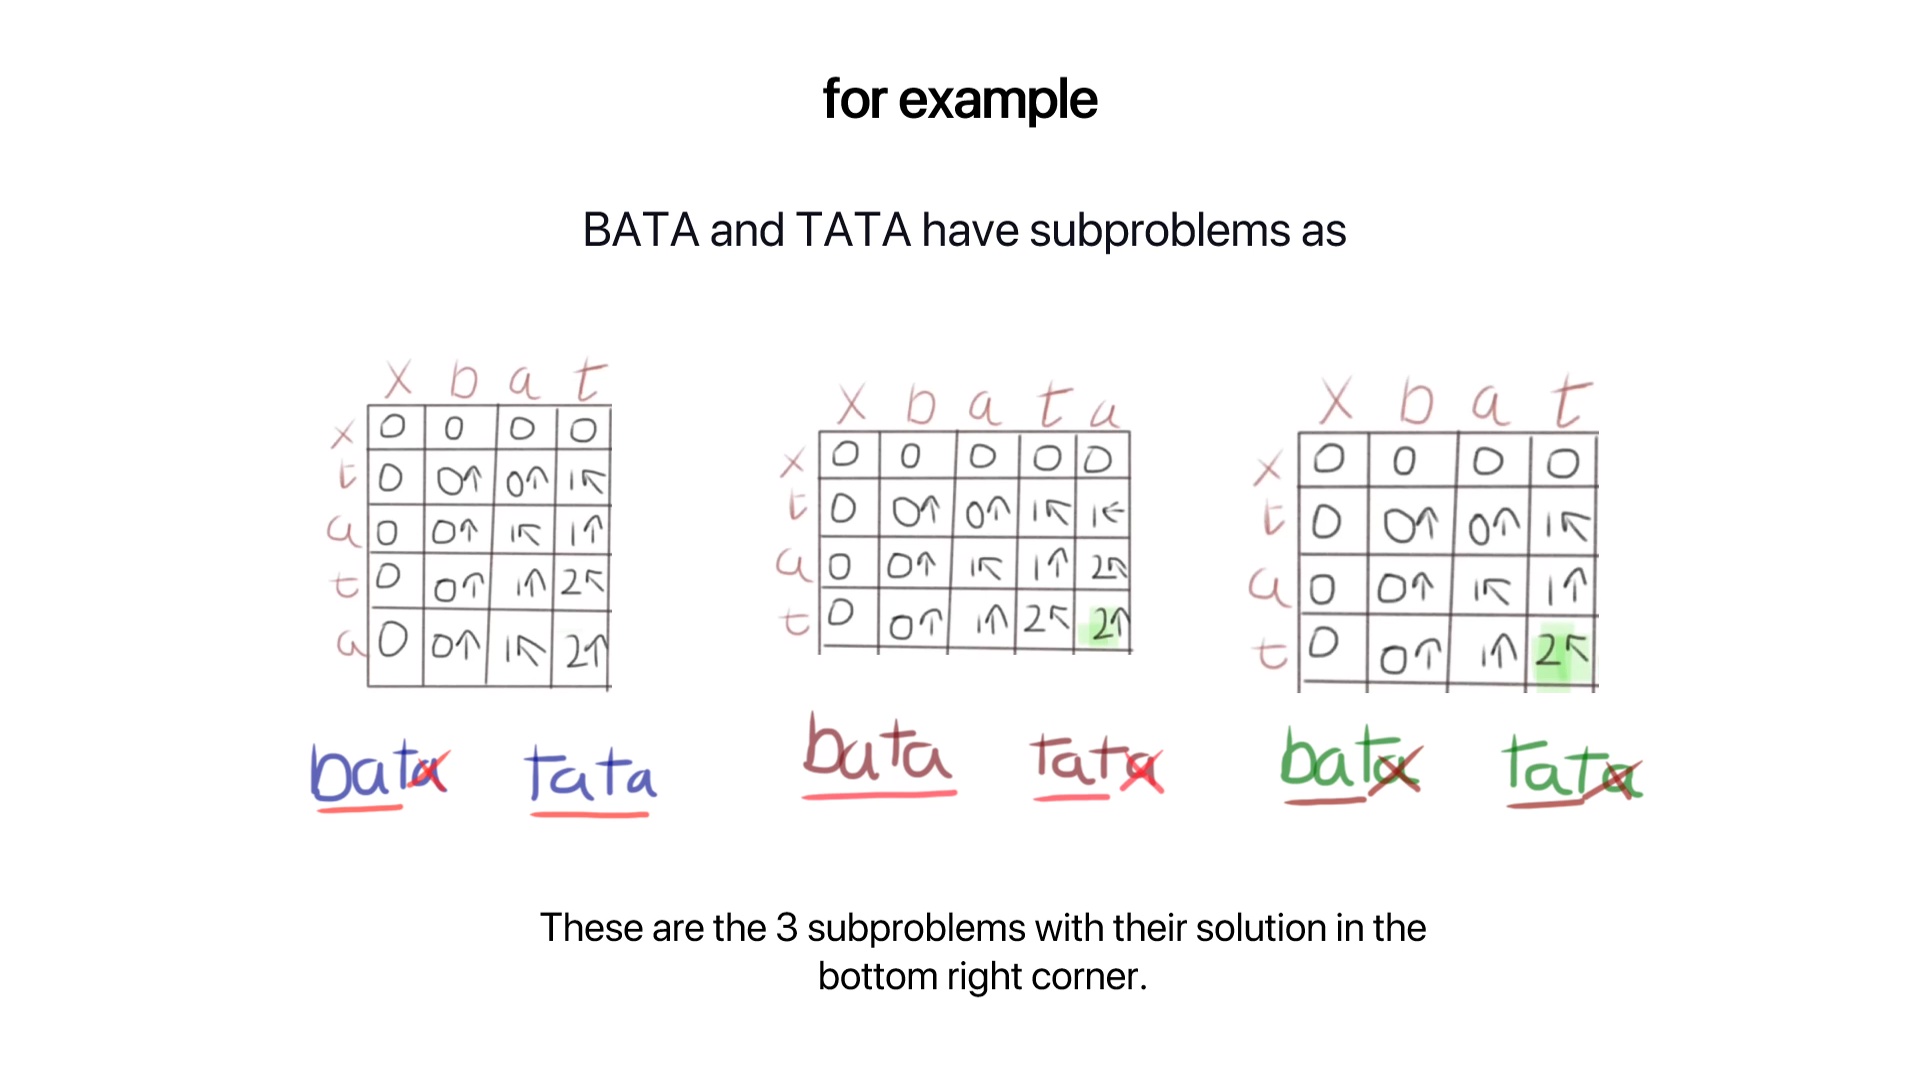 for example
BATA and TATA have subproblems as
x b a t
x 0 0 0 0
t 0 0↑ 0↑ 1↖
a 0 0↑ 1↖ 1↑
t 0 0↑ 1↑ 2↖
a 0 0↑ 1↖ 2↑
bata tata
x b a t a
x 0 0 0 0 0
t 0 0↑ 0↑ 1↖ 1←
a 0 0↑ 1↖ 1↑ 2↖
t 0 0↑ 1↑ 2↖ 2↑
bata tata
x b a t
x 0 0 0 0
t 0 0↑ 0↑ 1↖
a 0 0↑ 1↖ 1↑
t 0 0↑ 1↑ 2↖
bata tata
These are the 3 subproblems with their solution in the
bottom right corner.